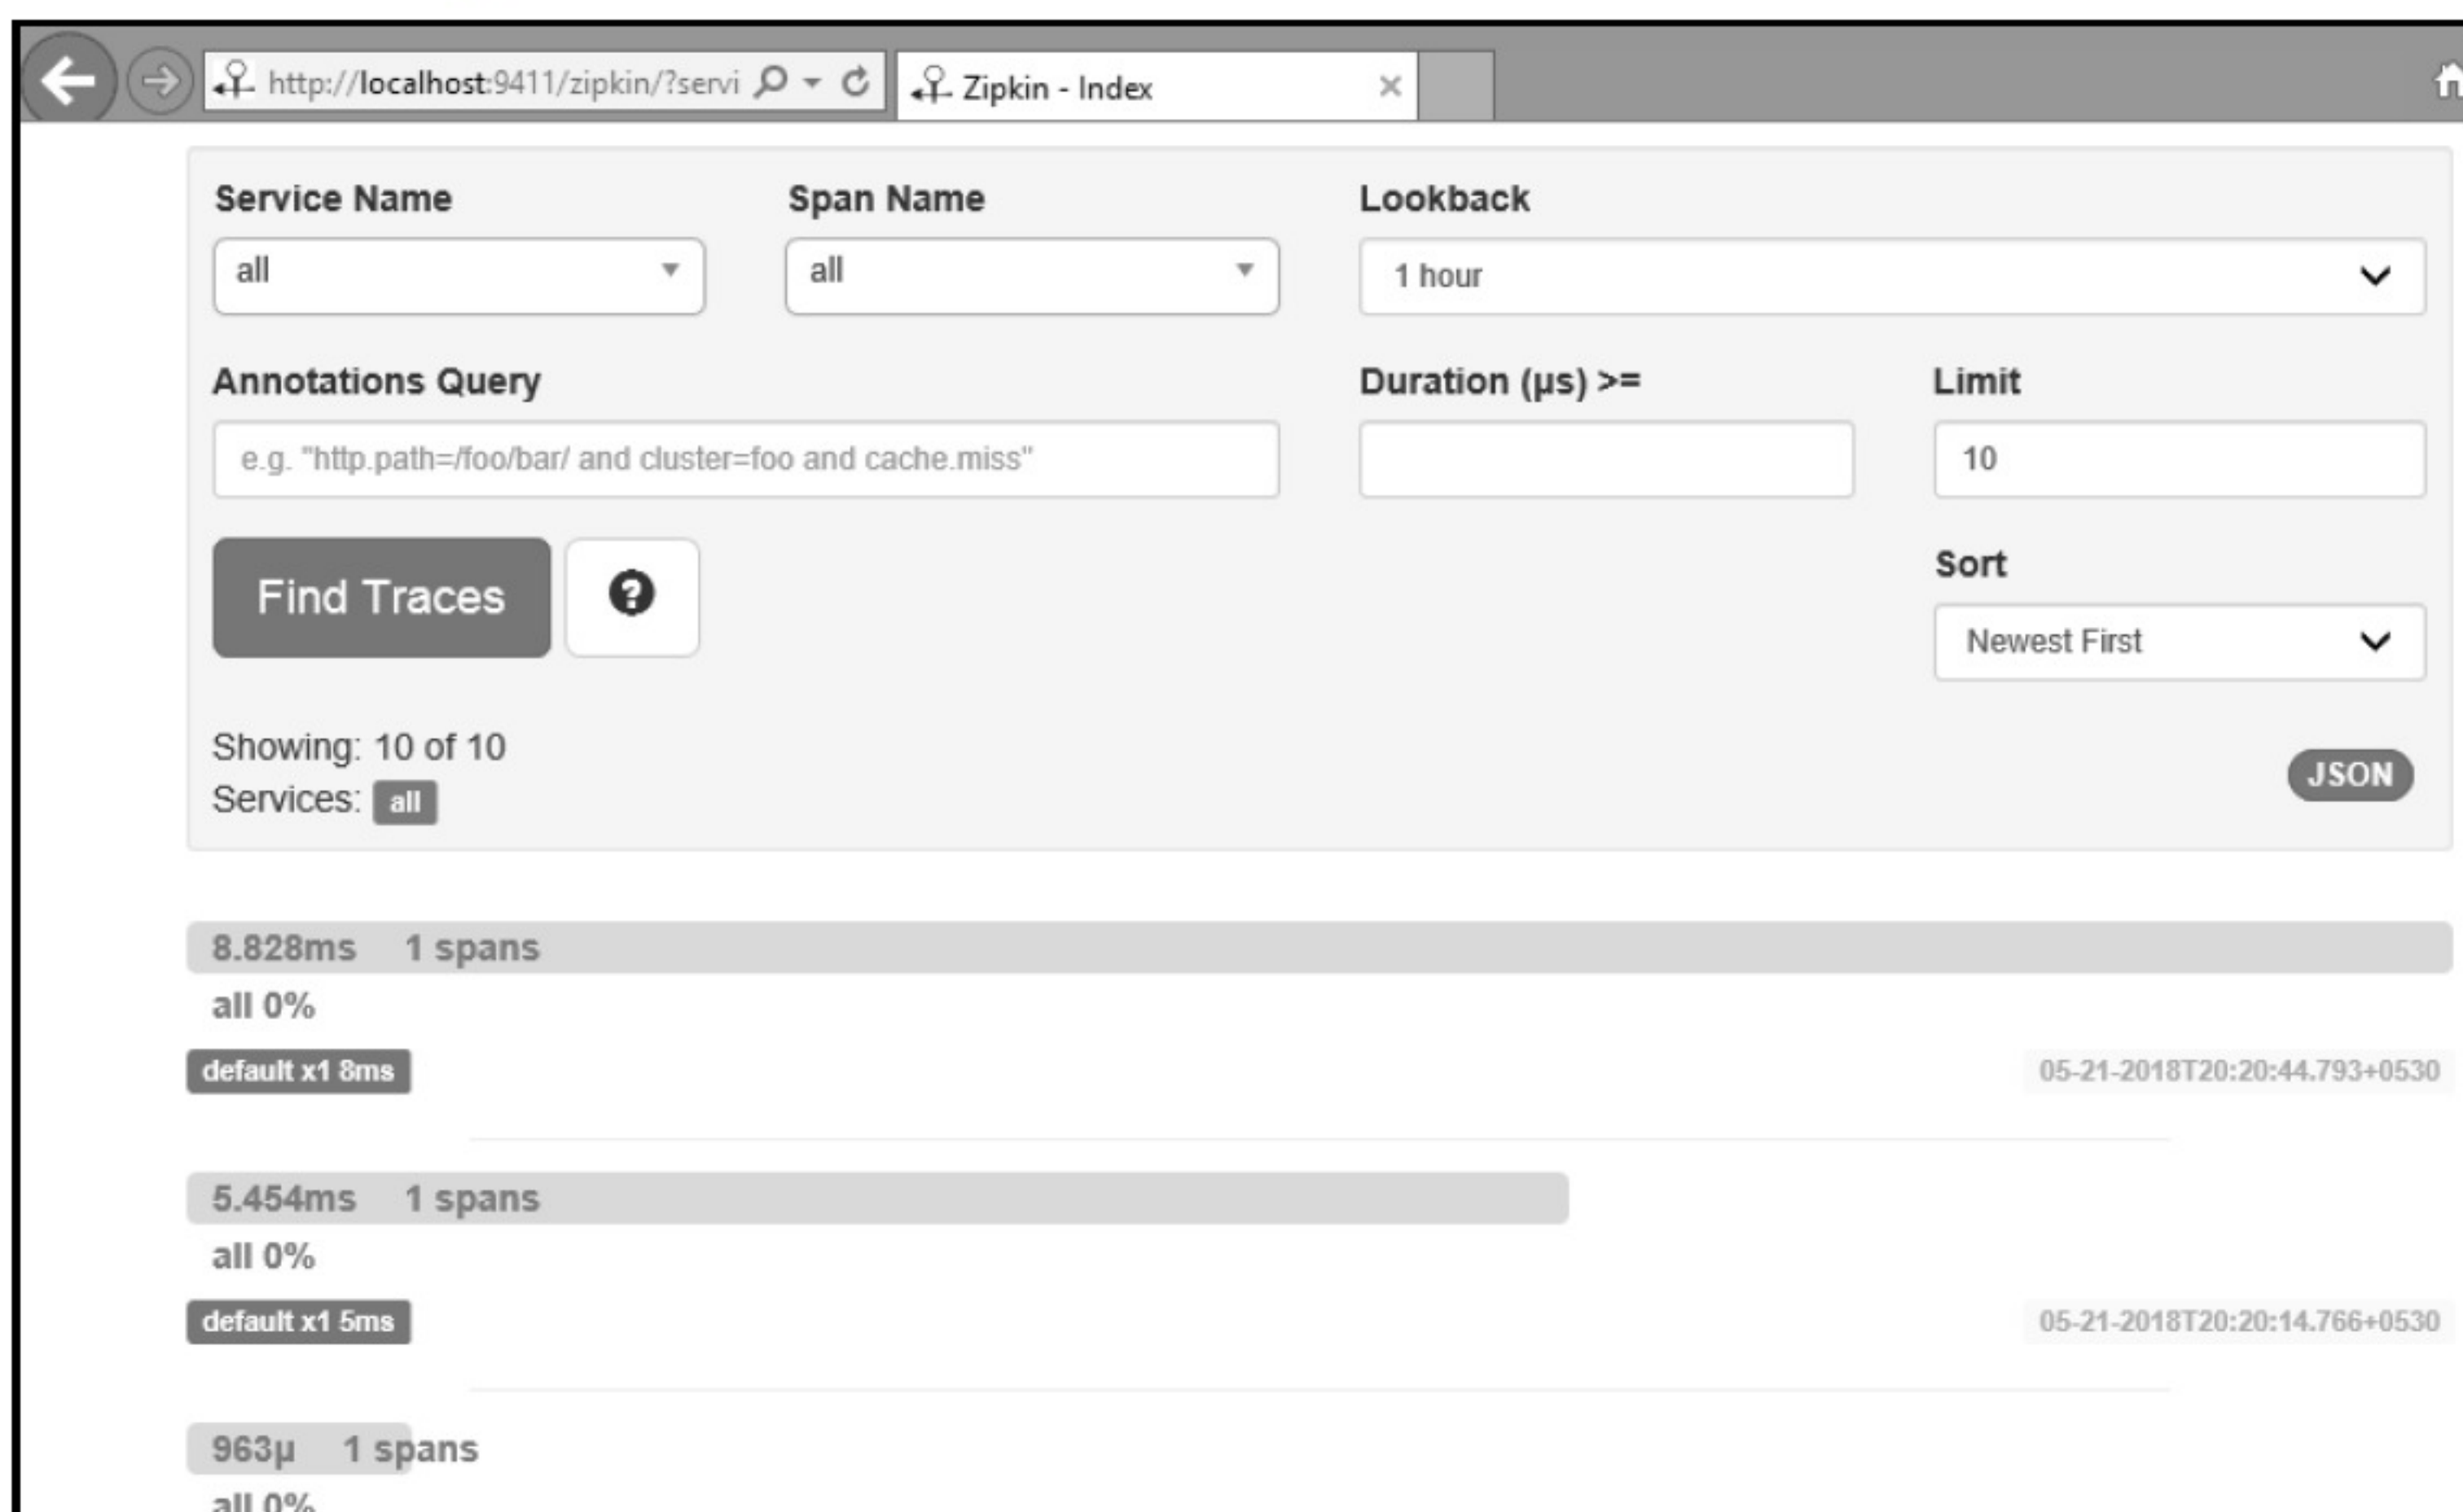 http://localhost:9411/zipkin/?servi
Zipkin - Index
Service Name
Span Name
Lookback
all
all
1 hour
Annotations Query
Duration (µs) >=
Limit
e.g. "http.path=/foo/bar/ and cluster=foo and cache.miss"
10
Find Traces
?
Sort
Newest First
Showing: 10 of 10
Services: all
JSON
8.828ms 1 spans
all 0%
default x1 8ms
05-21-2018T20:20:44.793+0530
5.454ms 1 spans
all 0%
default x1 5ms
05-21-2018T20:20:14.766+0530
963µ 1 spans
all 0%